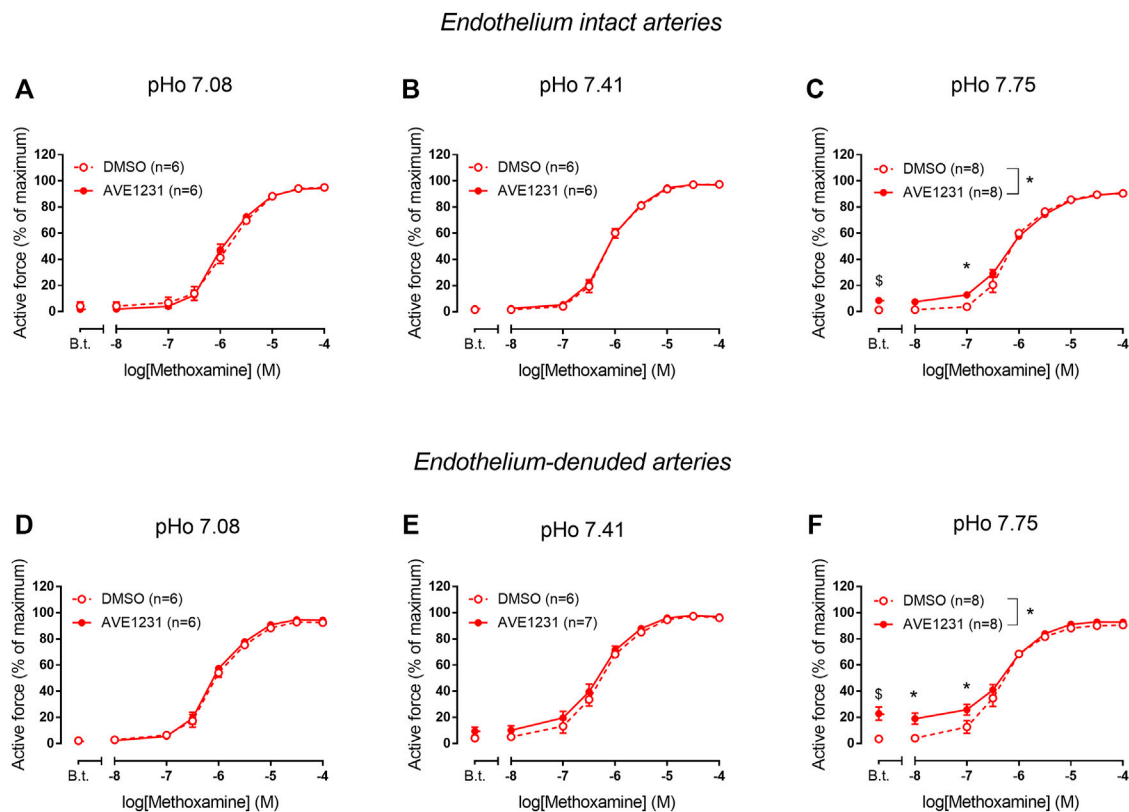 Endothelium intact arteries
A
pHo 7.08
Active force (% of maximum)
120
100
80
60
40
20
0
DMSO (n=6)
AVE1231 (n=6)
B.t.
-8
-7
-6
-5
-4
log[Methoxamine] (M)
B
pHo 7.41
Active force (% of maximum)
120
100
80
60
40
20
0
DMSO (n=6)
AVE1231 (n=6)
B.t.
-8
-7
-6
-5
-4
log[Methoxamine] (M)
C
pHo 7.75
Active force (% of maximum)
120
100
80
60
40
20
0
DMSO (n=8)
AVE1231 (n=8)
*
*
$
B.t.
-8
-7
-6
-5
-4
log[Methoxamine] (M)
Endothelium-denuded arteries
D
pHo 7.08
Active force (% of maximum)
120
100
80
60
40
20
0
DMSO (n=6)
AVE1231 (n=6)
B.t.
-8
-7
-6
-5
-4
log[Methoxamine] (M)
E
pHo 7.41
Active force (% of maximum)
120
100
80
60
40
20
0
DMSO (n=6)
AVE1231 (n=7)
B.t.
-8
-7
-6
-5
-4
log[Methoxamine] (M)
F
pHo 7.75
Active force (% of maximum)
120
100
80
60
40
20
0
DMSO (n=8)
AVE1231 (n=8)
*
$
*
*
B.t.
-8
-7
-6
-5
-4
log[Methoxamine] (M)